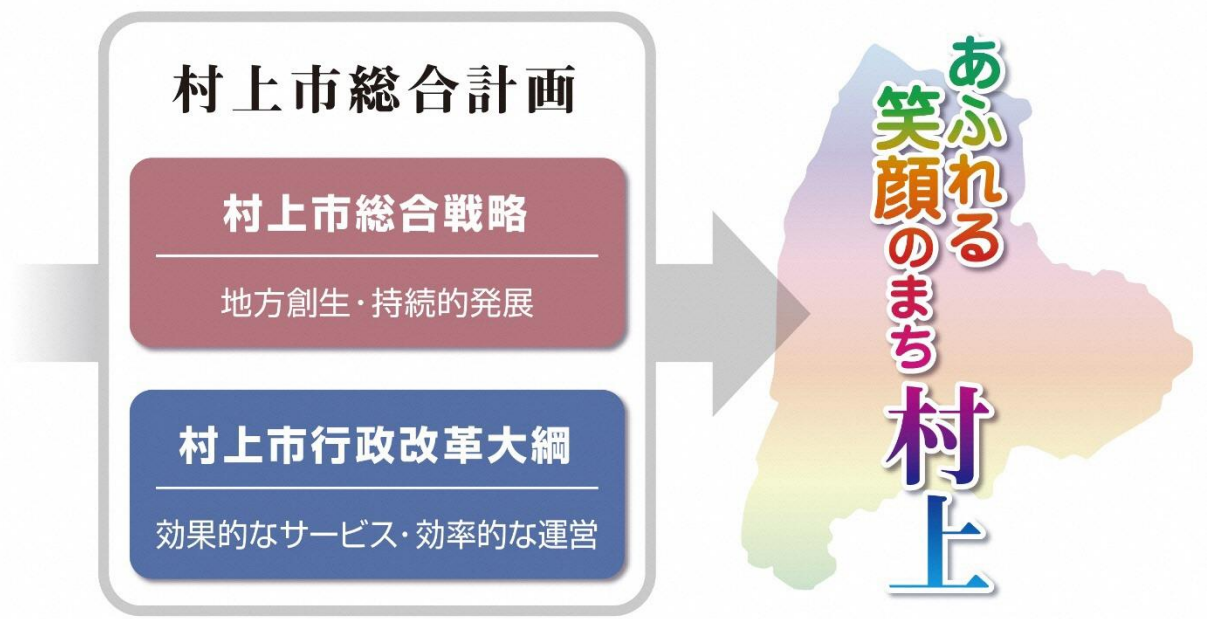 村上市総合計画
村上市総合戦略
地方創生・持続的発展
村上市行政改革大綱
効果的なサービス・効率的な運営
あふれる
笑顔のまち
村上